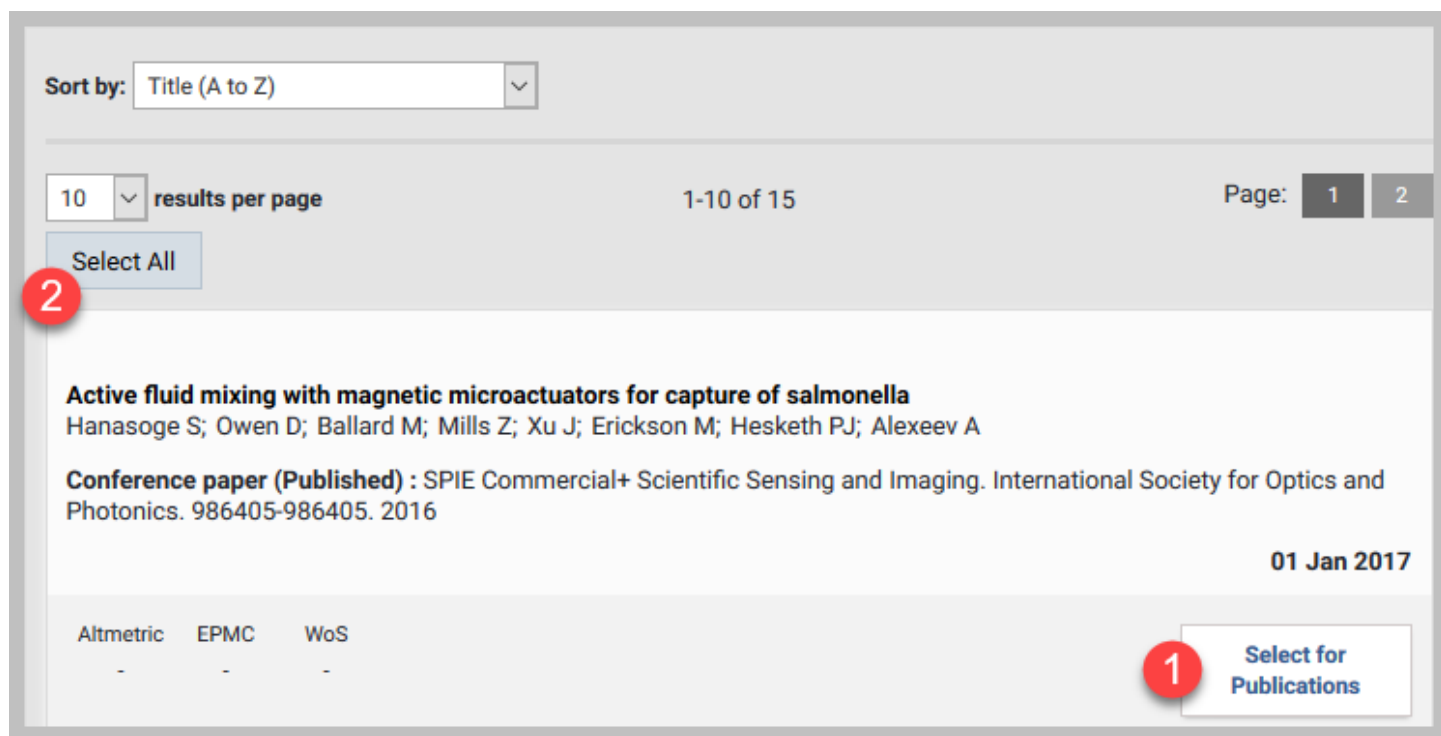 Sort by: Title (A to Z)
10 results per page 1-10 of 15 Page: 1 2
Select All
2
Active fluid mixing with magnetic microactuators for capture of salmonella
Hanasoge S; Owen D; Ballard M; Mills Z; Xu J; Erickson M; Hesketh PJ; Alexeev A
Conference paper (Published) : SPIE Commercial+ Scientific Sensing and Imaging. International Society for Optics and
Photonics. 986405-986405. 2016
01 Jan 2017
Altmetric EPMC WoS
- - -
1
Select for
Publications